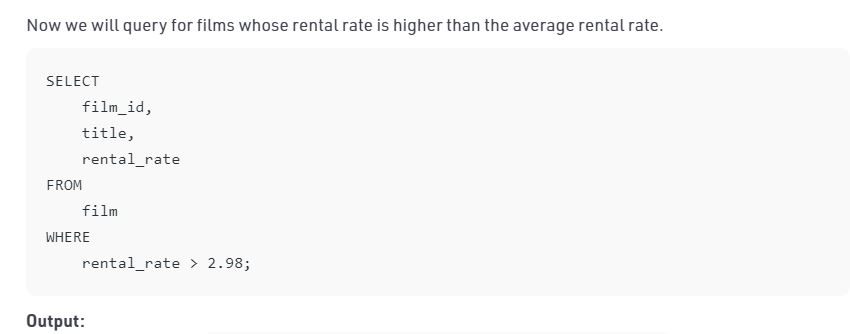 Now we will query for films whose rental rate is higher than the average rental rate.
SELECT
film_id,
title,
rental_rate
FROM
film
WHERE
rental_rate > 2.98;
Output: